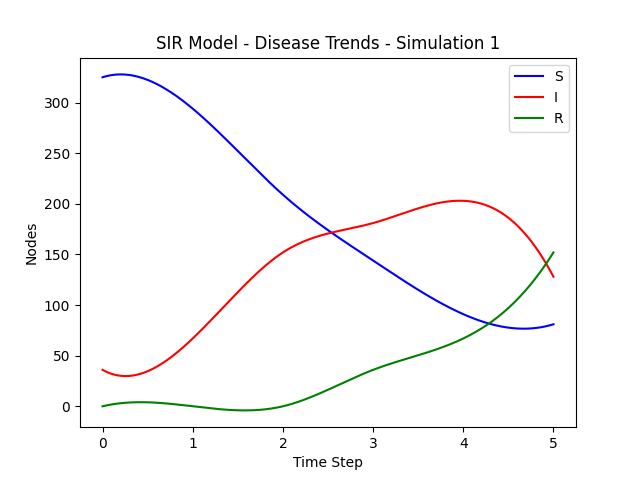 SIR Model - Disease Trends - Simulation 1
S
I
R
Nodes
300
250
200
150
100
50
0
0 1 2 3 4 5
Time Step